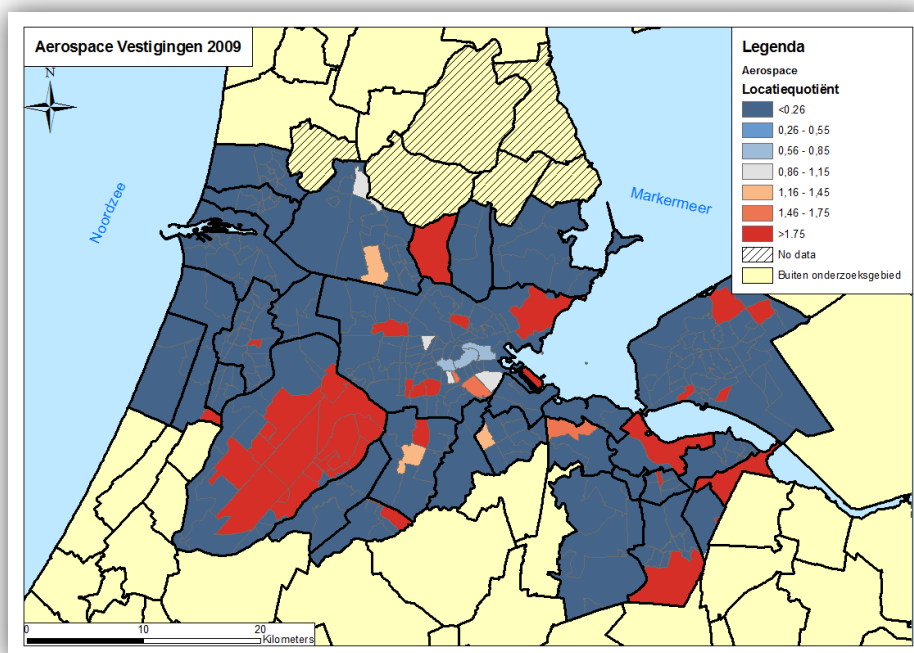 Aerospace Vestigingen 2009
N
Noordzee
Markermeer
Legenda
Aerospace
Locatiequotiënt
<0.26
0,26 - 0,55
0,56 - 0,85
0,86 - 1,15
1,16 - 1,45
1,46 - 1,75
>1.75
No data
Buiten onderzoeksgebied
0 10 20
Kilometers